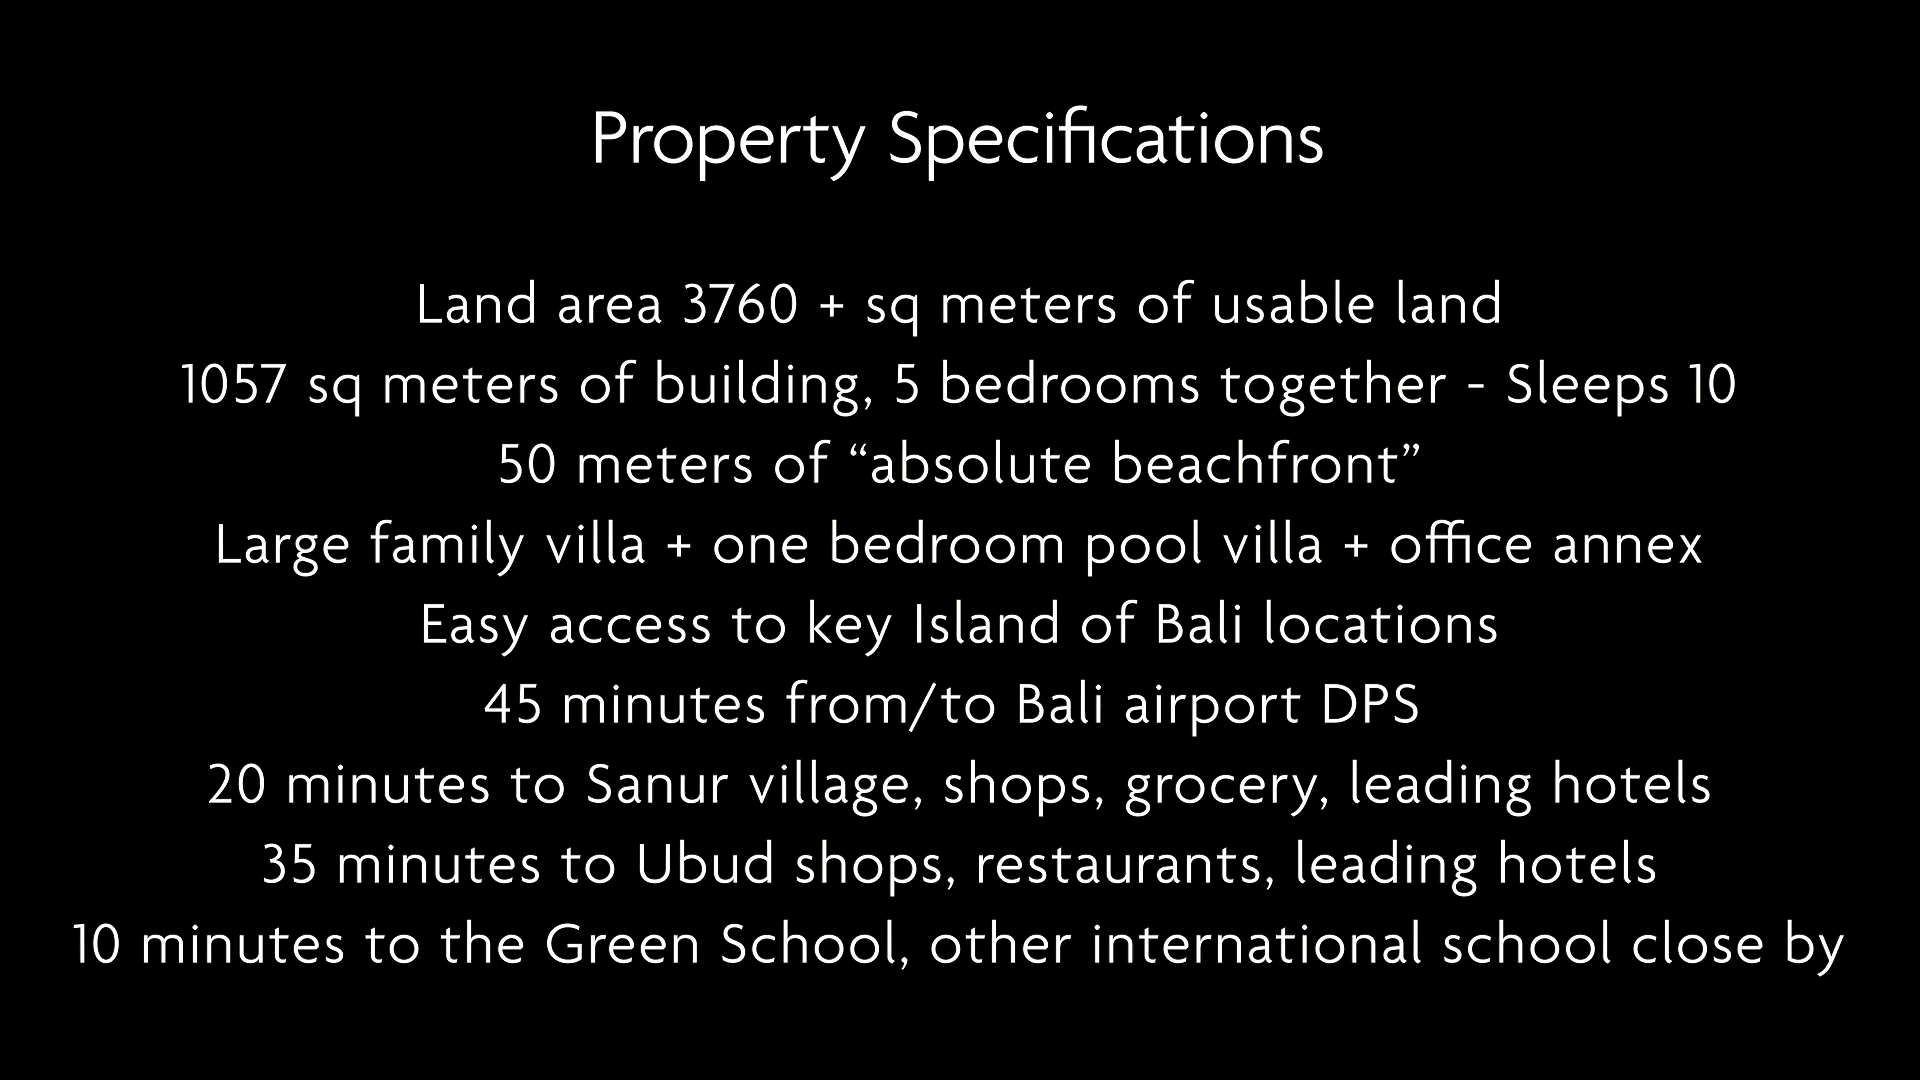 Property Specifications
Land area 3760 + sq meters of usable land
1057 sq meters of building, 5 bedrooms together - Sleeps 10
50 meters of “absolute beachfront”
Large family villa + one bedroom pool villa + office annex
Easy access to key Island of Bali locations
45 minutes from/to Bali airport DPS
20 minutes to Sanur village, shops, grocery, leading hotels
35 minutes to Ubud shops, restaurants, leading hotels
10 minutes to the Green School, other international school close by